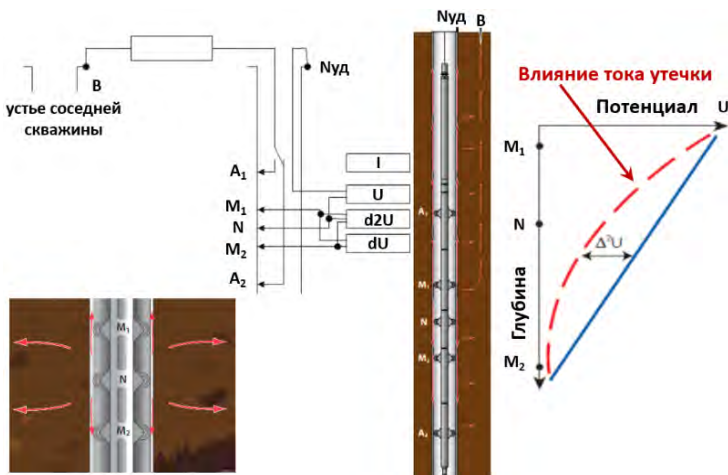 B
устье соседней
скважины
Nуд
A₁
M₁
N
M₂
A₂
I
U
d2U
dU
M₁
N
M₂
Nуд
B
A₁
M₁
N
M₂
A₂
Влияние тока утечки
Потенциал U
M₁
N
M₂
Глубина
Δ²U